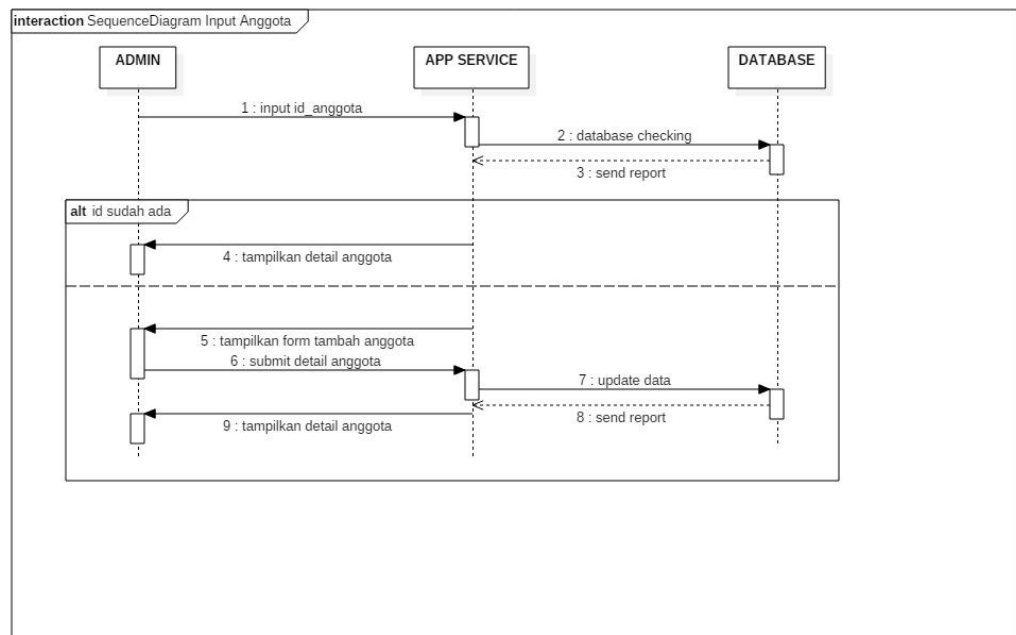 interaction SequenceDiagram Input Anggota
ADMIN
APP SERVICE
DATABASE
1 : input id_anggota
2 : database checking
3 : send report
alt id sudah ada
4 : tampilkan detail anggota
5 : tampilkan form tambah anggota
6 : submit detail anggota
7 : update data
8 : send report
9 : tampilkan detail anggota